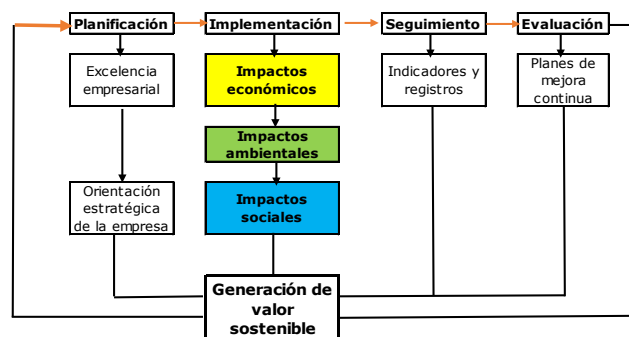 Planificación
Implementación
Seguimiento
Evaluación
Excelencia
empresarial
Impactos
económicos
Indicadores y
registros
Planes de
mejora
continua
Impactos
ambientales
Orientación
estratégica
de la empresa
Impactos
sociales
Generación de
valor
sostenible